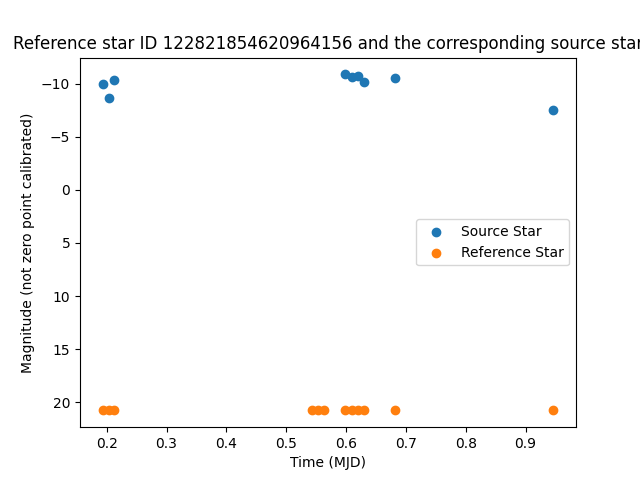 Reference star ID 122821854620964156 and the corresponding source star
−10
−5
0
5
10
15
20
Magnitude (not zero point calibrated)
Source Star
Reference Star
0.2 0.3 0.4 0.5 0.6 0.7 0.8 0.9
Time (MJD)